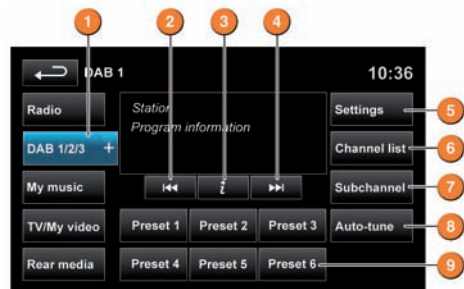 1 2 3 4
DAB 1 10:36
Radio
Station
Program information
Settings 5
DAB 1/2/3 +
Channel list 6
My music
i
Subchannel 7
TV/My video Preset 1 Preset 2 Preset 3 Auto-tune 8
Rear media Preset 4 Preset 5 Preset 6 9